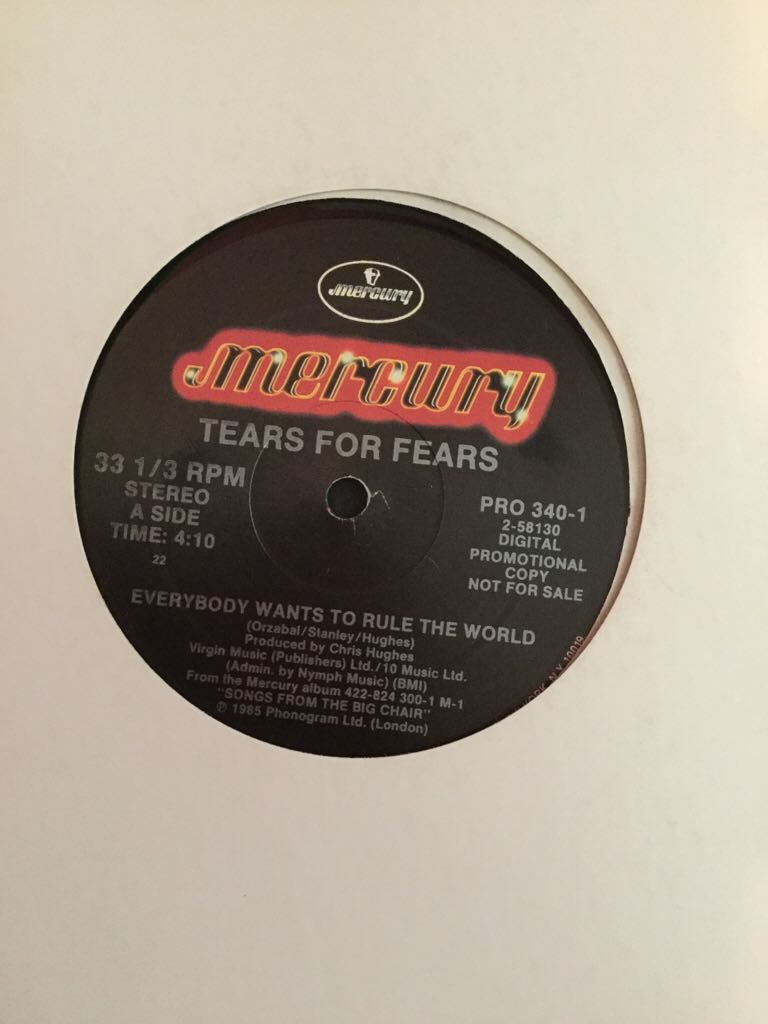 mercury
mercury
TEARS FOR FEARS
33 1/3 RPM
STEREO
A SIDE
TIME: 4:10
22
PRO 340-1
2-58130
DIGITAL
PROMOTIONAL
COPY
NOT FOR SALE
EVERYBODY WANTS TO RULE THE WORLD
(Orzabal/Stanley/Hughes)
Produced by Chris Hughes
Virgin Music (Publishers) Ltd./10 Music Ltd.
(Admin. by Nymph Music) (BMI)
From the Mercury album 422-824 300-1 M-1
"SONGS FROM THE BIG CHAIR"
℗ 1985 Phonogram Ltd. (London)
YORK, N.Y. 10019